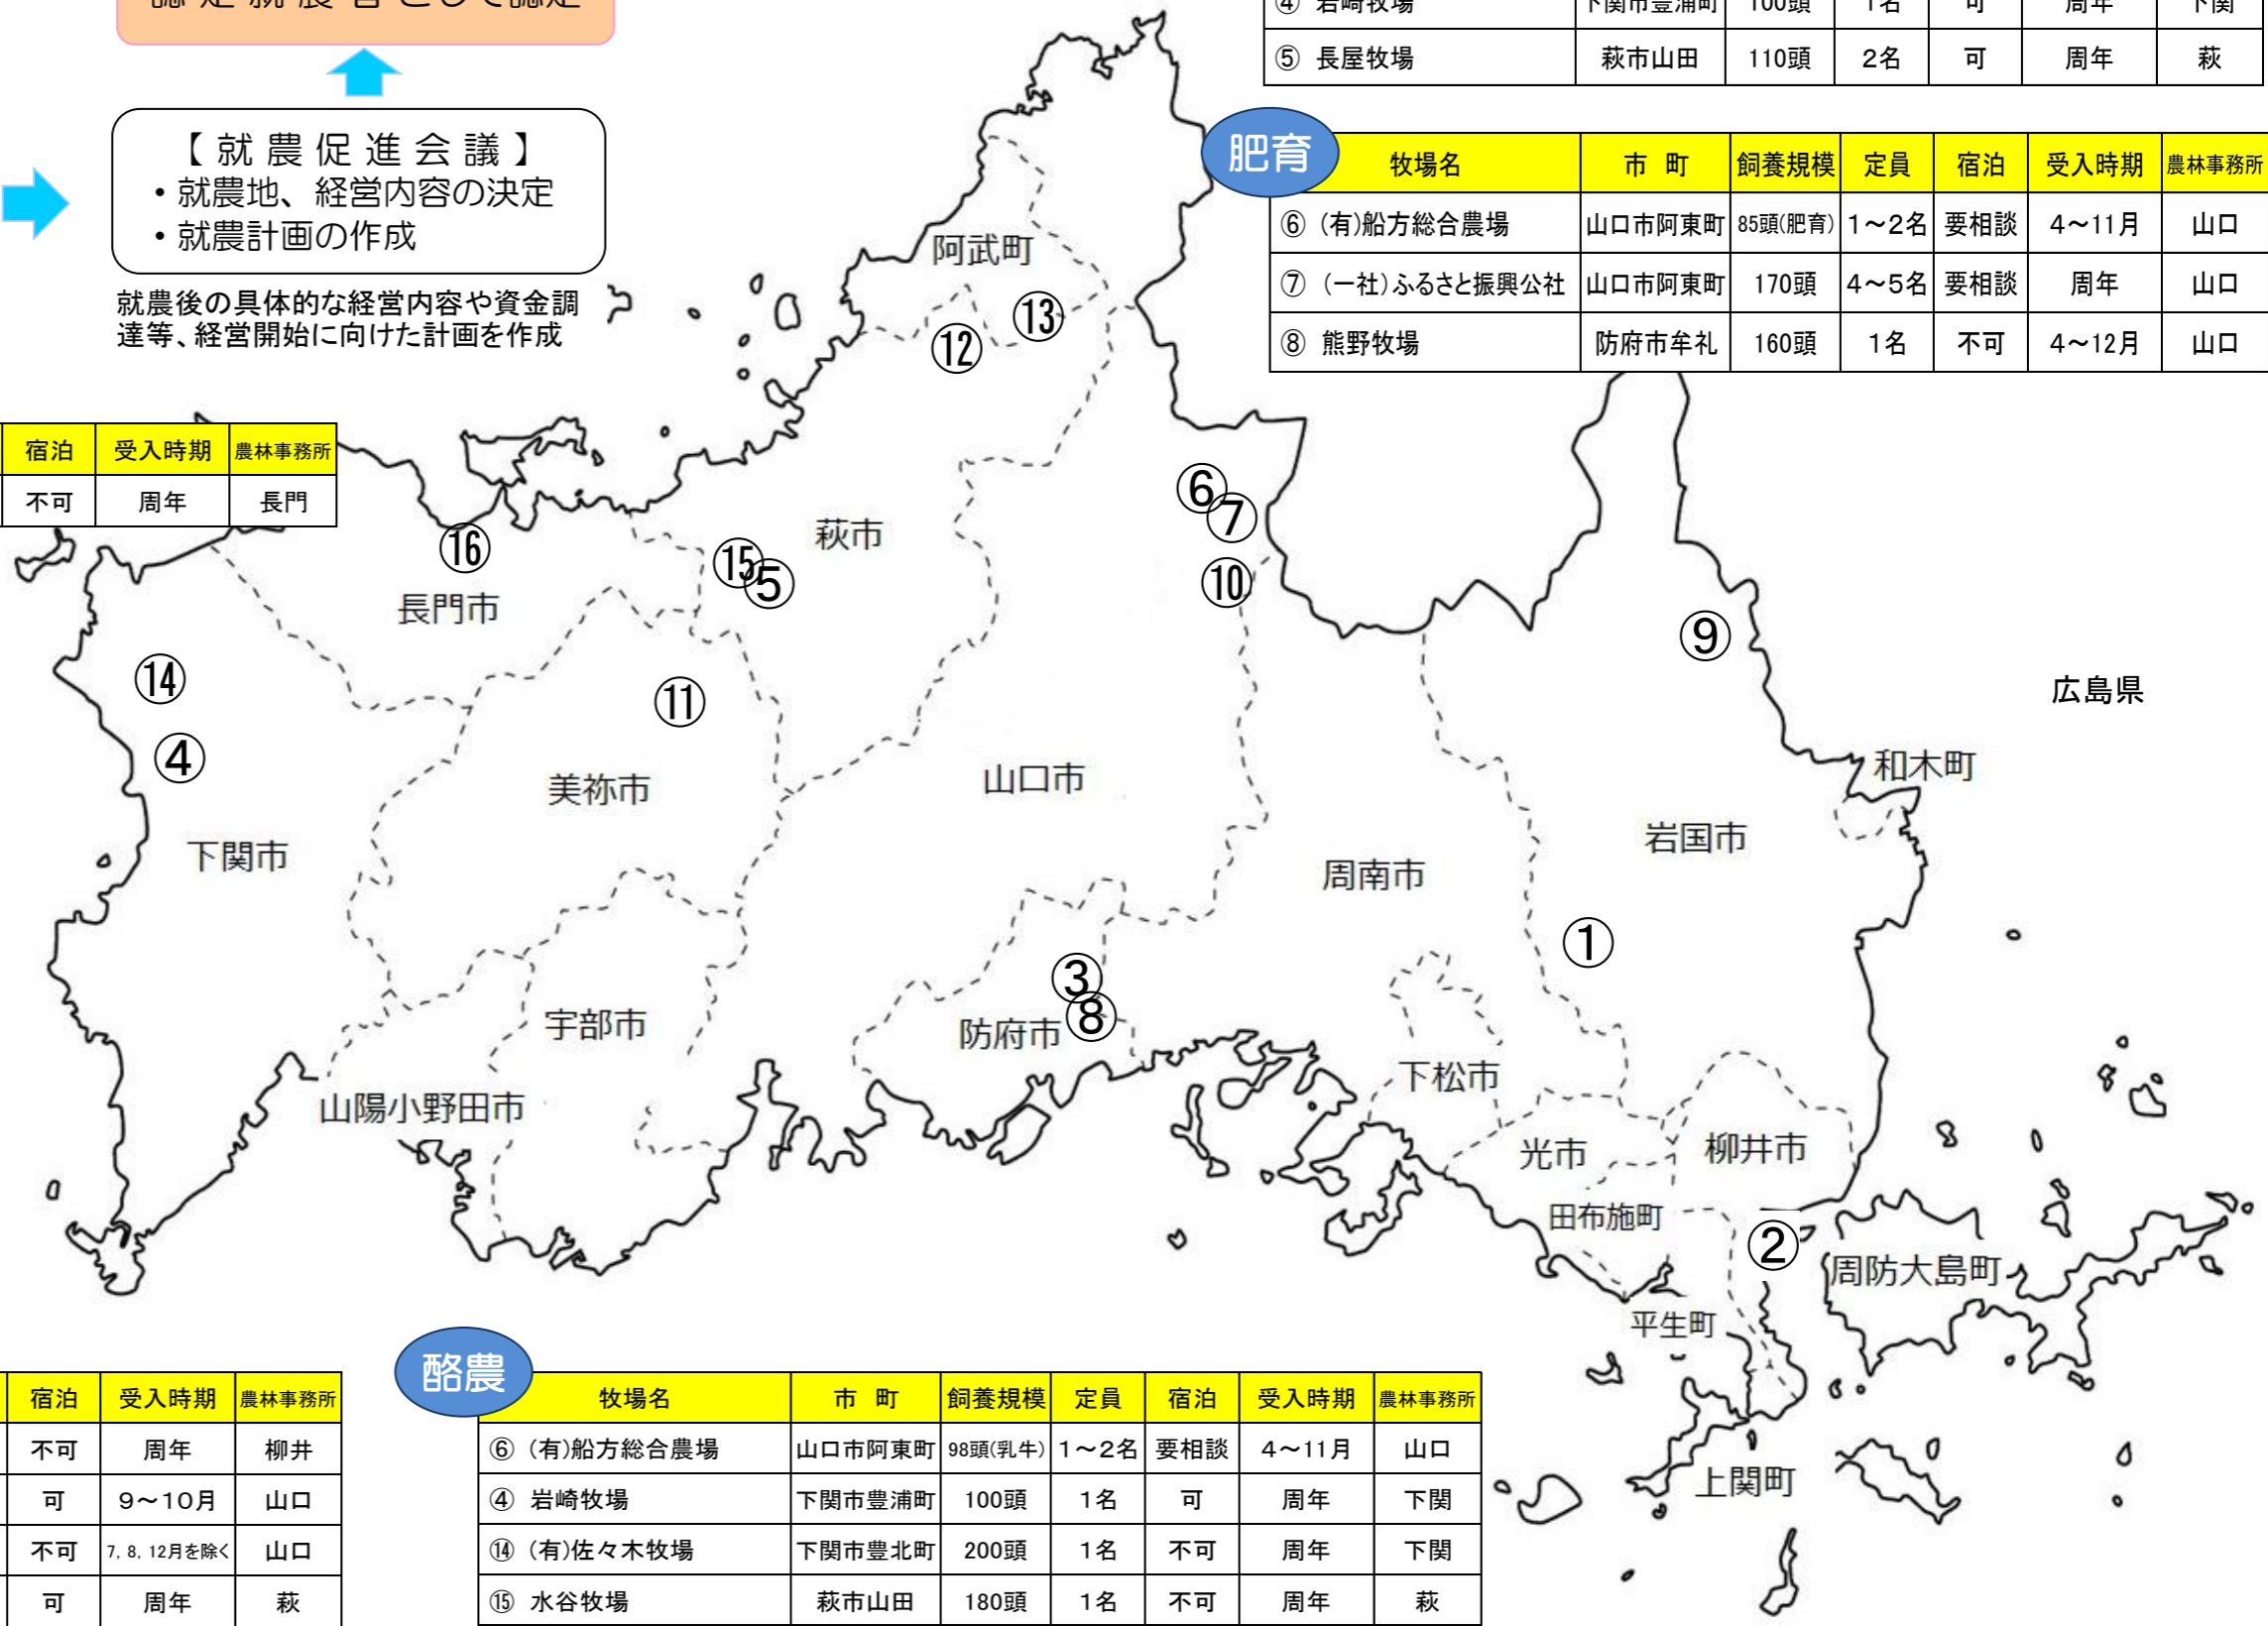 認定就農者として認定
④ 岩崎牧場 下関市豊浦町 100頭 1名 可 周年 下関
⑤ 長屋牧場 萩市山田 110頭 2名 可 周年 萩
【就農促進会議】
・就農地、経営内容の決定
・就農計画の作成
就農後の具体的な経営内容や資金調
達等、経営開始に向けた計画を作成
肥育
牧場名 市 町 飼養規模 定員 宿泊 受入時期 農林事務所
⑥ (有)船方総合農場 山口市阿東町 85頭(肥育) 1～2名 要相談 4～11月 山口
⑦ (一社)ふるさと振興公社 山口市阿東町 170頭 4～5名 要相談 周年 山口
⑧ 熊野牧場 防府市牟礼 160頭 1名 不可 4～12月 山口
宿泊 受入時期 農林事務所
不可 周年 長門
阿武町
⑬
⑫
⑥
⑦
萩市
⑯
⑮
⑤
⑩
長門市
⑨
⑭
⑪
広島県
④
和木町
山口市
美祢市
岩国市
下関市
周南市
①
③
⑧
宇部市
防府市
下松市
山陽小野田市
光市
柳井市
田布施町
②
周防大島町
平生町
上関町
宿泊 受入時期 農林事務所
不可 周年 柳井
可 9～10月 山口
不可 7, 8, 12月を除く 山口
可 周年 萩
酪農
牧場名 市 町 飼養規模 定員 宿泊 受入時期 農林事務所
⑥ (有)船方総合農場 山口市阿東町 98頭(乳牛) 1～2名 要相談 4～11月 山口
④ 岩崎牧場 下関市豊浦町 100頭 1名 可 周年 下関
⑭ (有)佐々木牧場 下関市豊北町 200頭 1名 不可 周年 下関
⑮ 水谷牧場 萩市山田 180頭 1名 不可 周年 萩